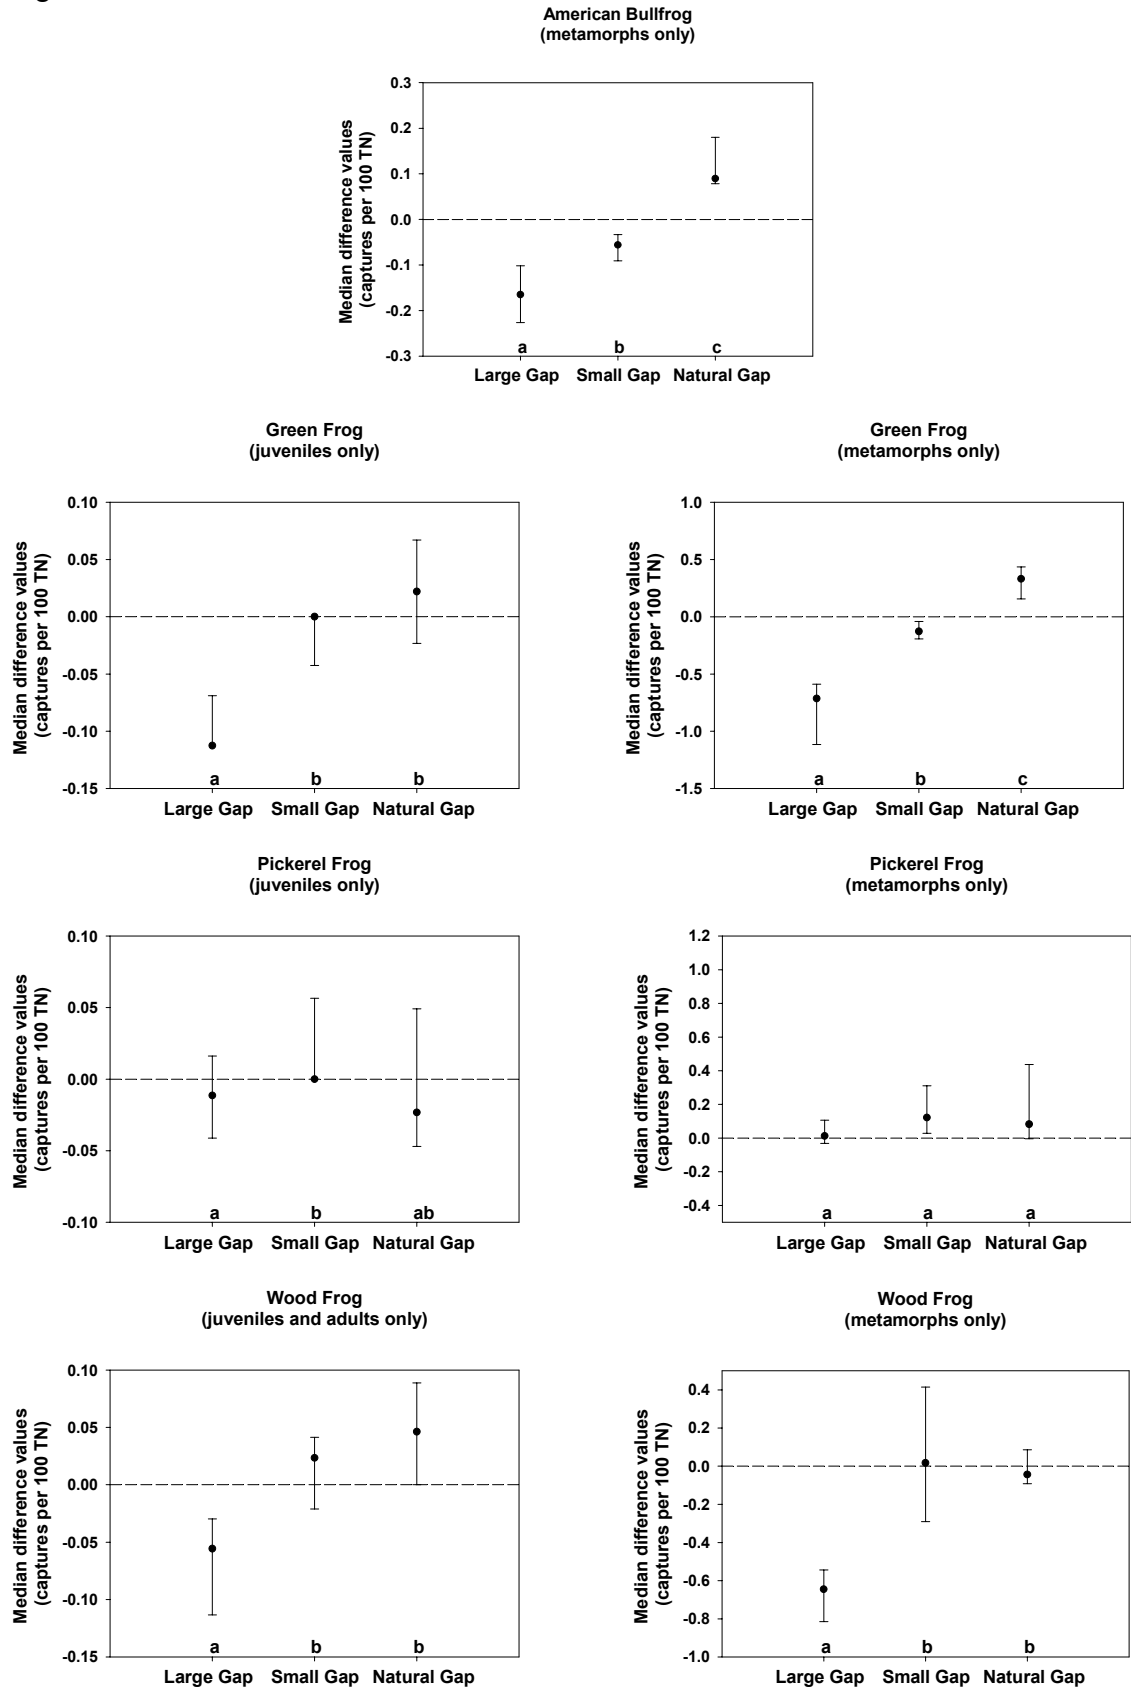 American Bullfrog
(metamorphs only)
Median difference values
(captures per 100 TN)
0.3
0.2
0.1
0.0
-0.1
-0.2
-0.3
a b c
Large Gap Small Gap Natural Gap
Green Frog
(juveniles only)
Median difference values
(captures per 100 TN)
0.10
0.05
0.00
-0.05
-0.10
-0.15
a b b
Large Gap Small Gap Natural Gap
Green Frog
(metamorphs only)
Median difference values
(captures per 100 TN)
1.0
0.5
0.0
-0.5
-1.0
-1.5
a b c
Large Gap Small Gap Natural Gap
Pickerel Frog
(juveniles only)
Median difference values
(captures per 100 TN)
0.10
0.05
0.00
-0.05
-0.10
a b ab
Large Gap Small Gap Natural Gap
Pickerel Frog
(metamorphs only)
Median difference values
(captures per 100 TN)
1.2
1.0
0.8
0.6
0.4
0.2
0.0
-0.2
-0.4
a a a
Large Gap Small Gap Natural Gap
Wood Frog
(juveniles and adults only)
Median difference values
(captures per 100 TN)
0.10
0.05
0.00
-0.05
-0.10
-0.15
a b b
Large Gap Small Gap Natural Gap
Wood Frog
(metamorphs only)
Median difference values
(captures per 100 TN)
0.4
0.2
0.0
-0.2
-0.4
-0.6
-0.8
-1.0
a b b
Large Gap Small Gap Natural Gap